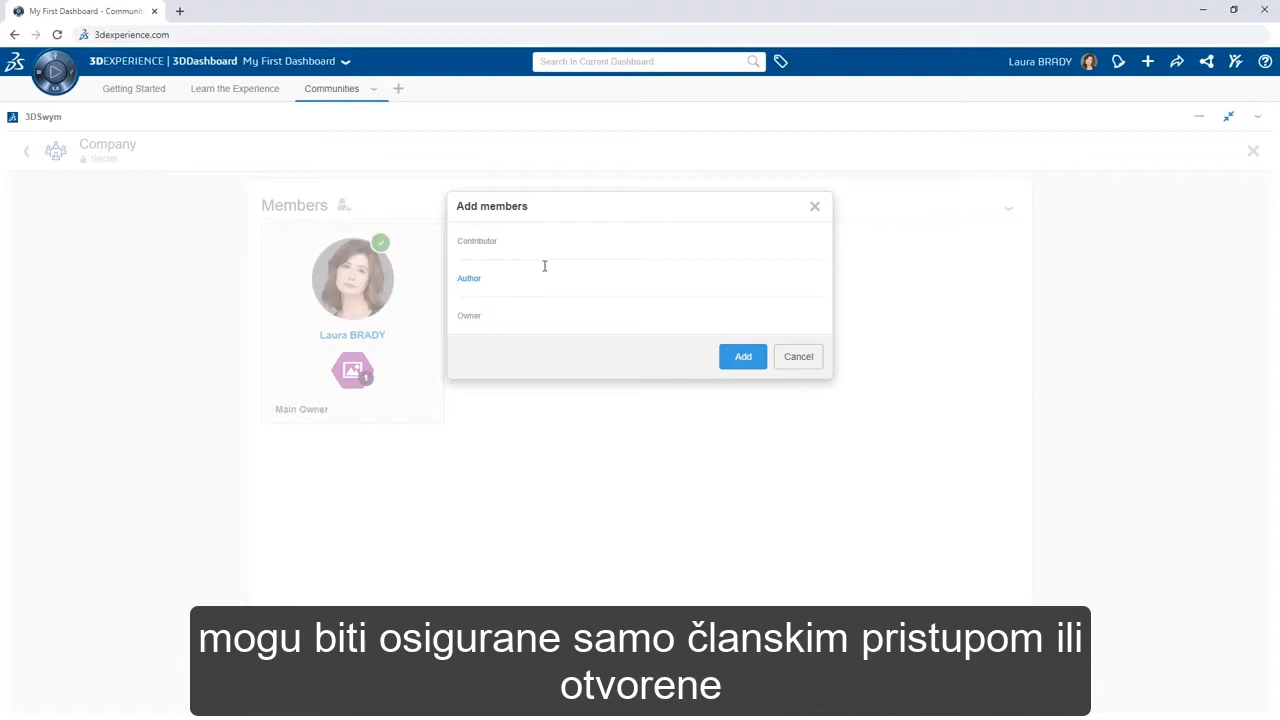 My First Dashboard - Communit
3dexperience.com
3DEXPERIENCE | 3DDashboard My First Dashboard
Search In Current Dashboard
Laura BRADY
Getting Started
Learn the Experience
Communities
3DSwym
Company
Secret
Members
Add members
Contributor
Author
Owner
Add
Cancel
Laura BRADY
1
Main Owner
mogu biti osigurane samo članskim pristupom ili
otvorene